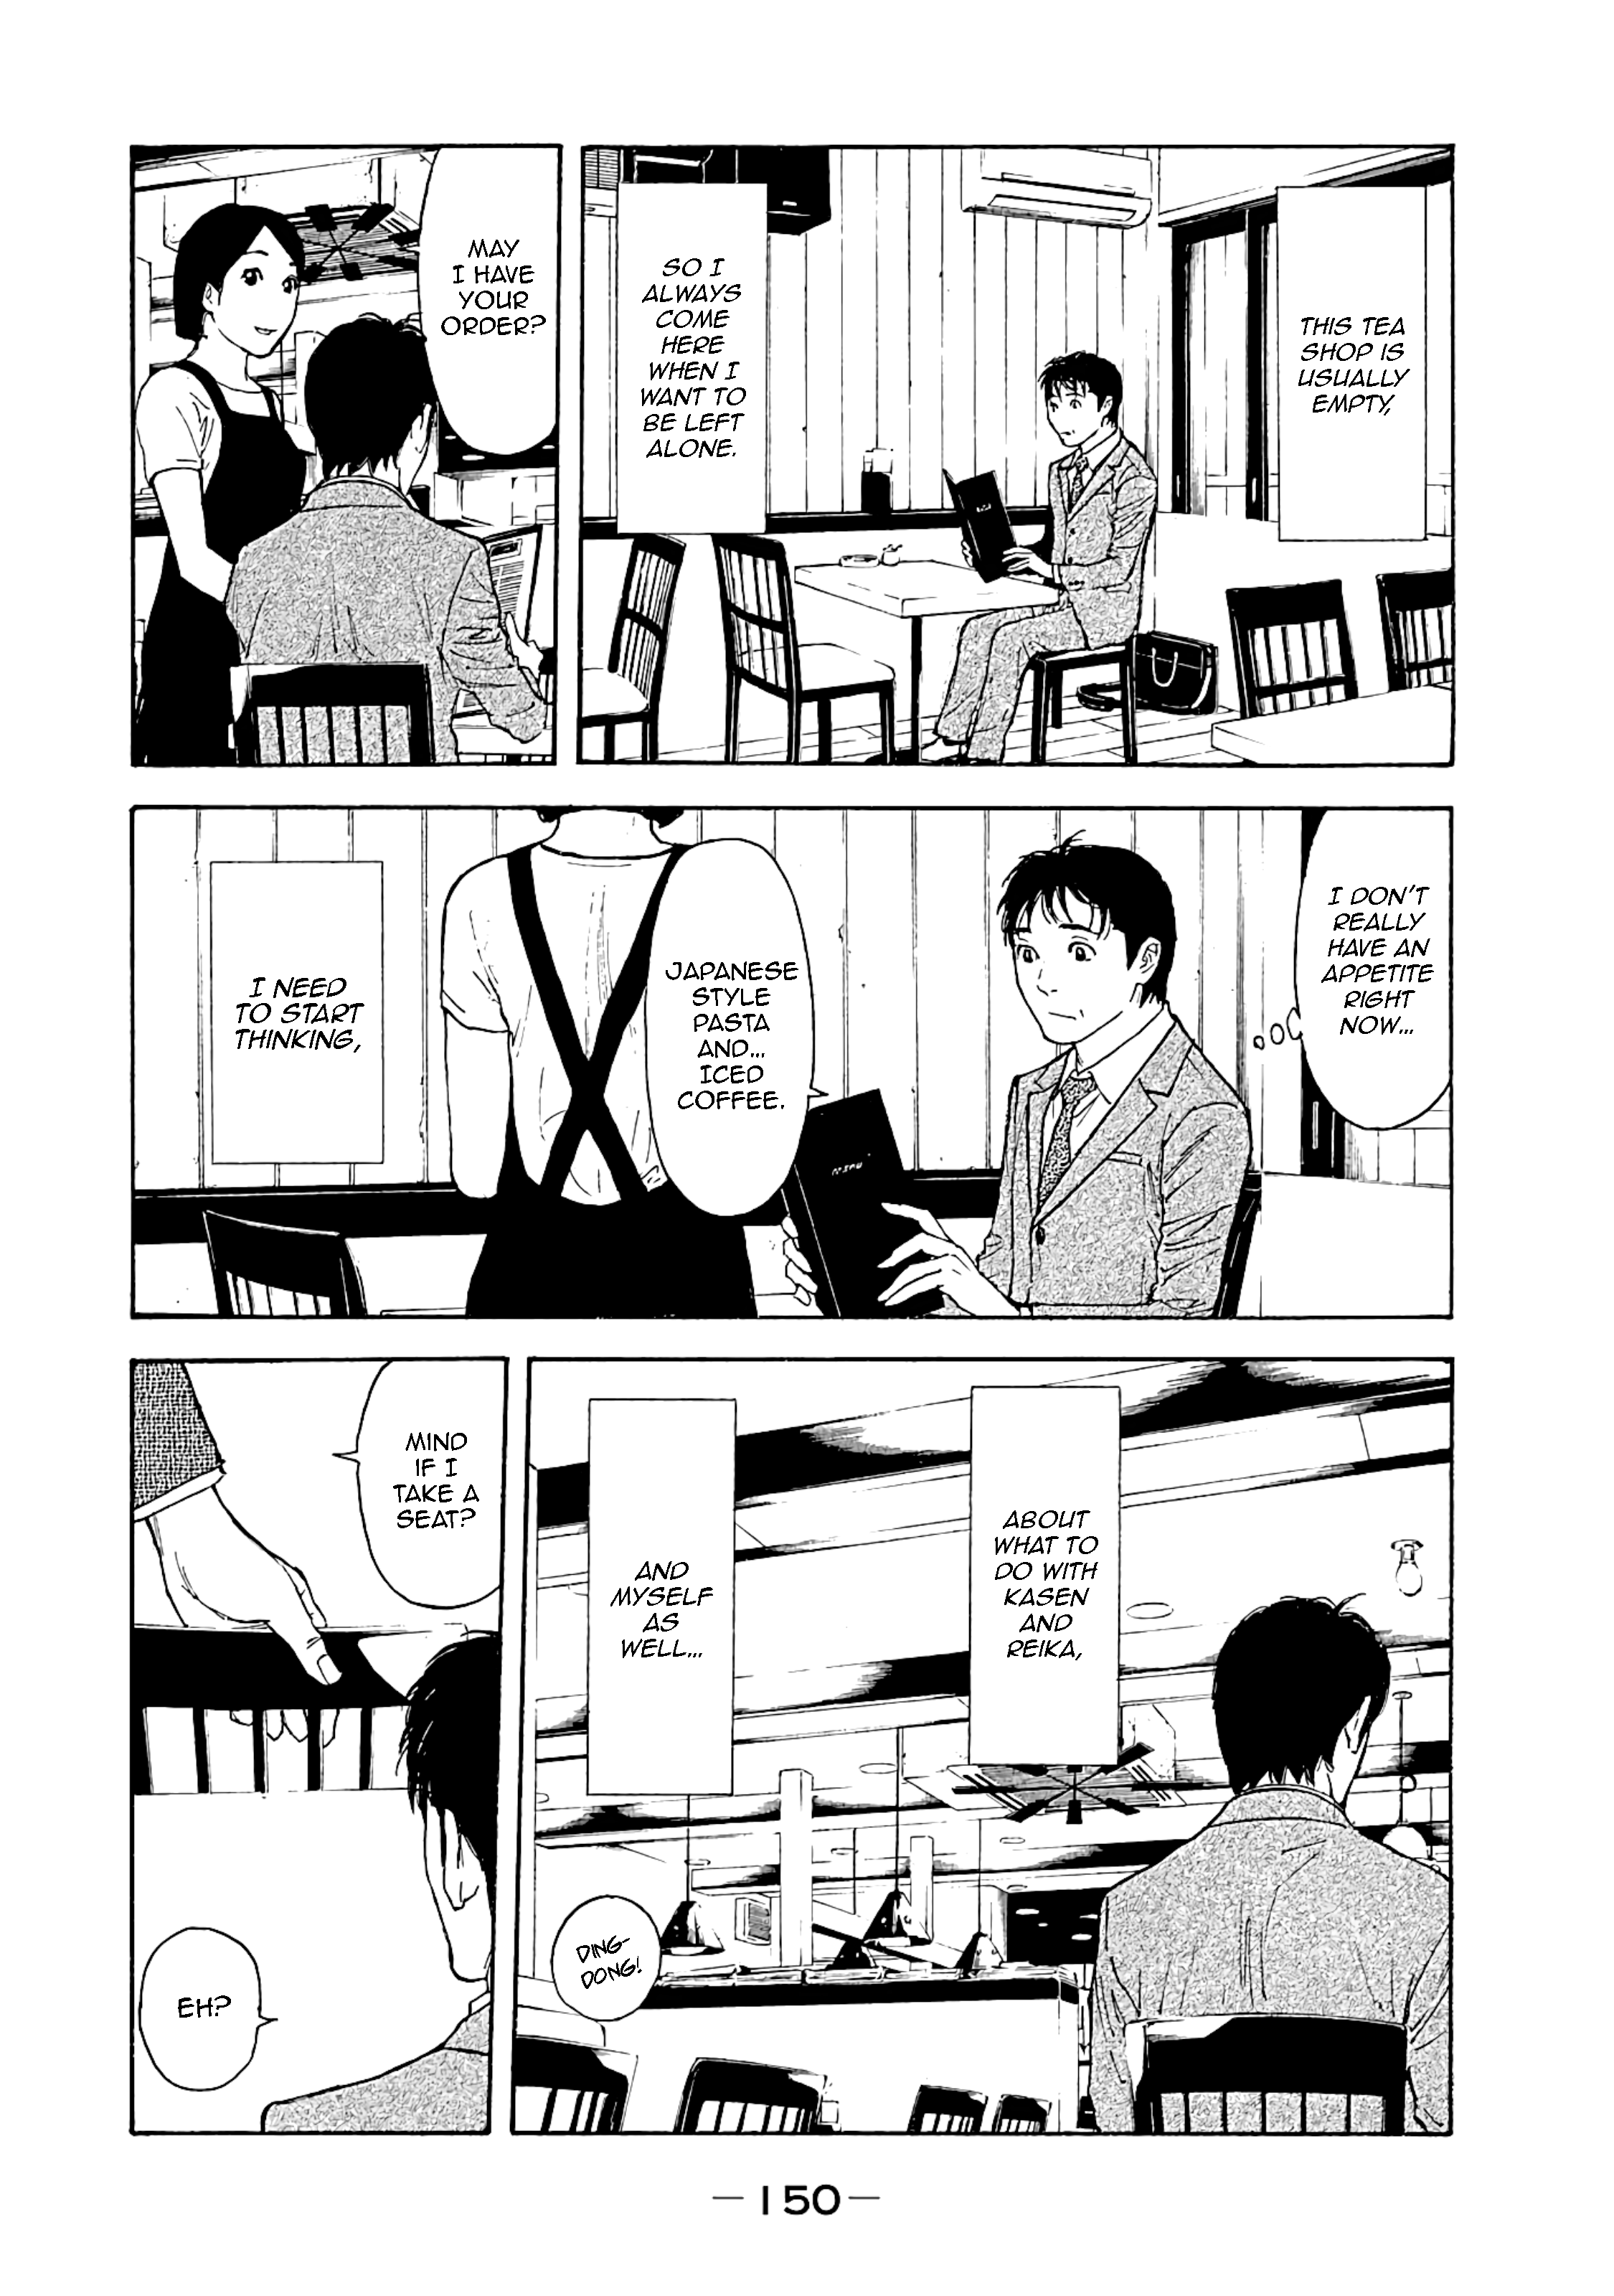 THIS TEA
SHOP IS
USUALLY
EMPTY,
SO I
ALWAYS
COME
HERE
WHEN I
WANT TO
BE LEFT
ALONE.
MAY
I HAVE
YOUR
ORDER?
I DON'T
REALLY
HAVE AN
APPETITE
RIGHT
NOW...
JAPANESE
STYLE
PASTA
AND...
ICED
COFFEE.
I NEED
TO START
THINKING,
ABOUT
WHAT TO
DO WITH
KASEN
AND
REIKA,
AND
MYSELF
AS
WELL...
DING-
DONG!
MIND
IF I
TAKE A
SEAT?
EH?
—150—